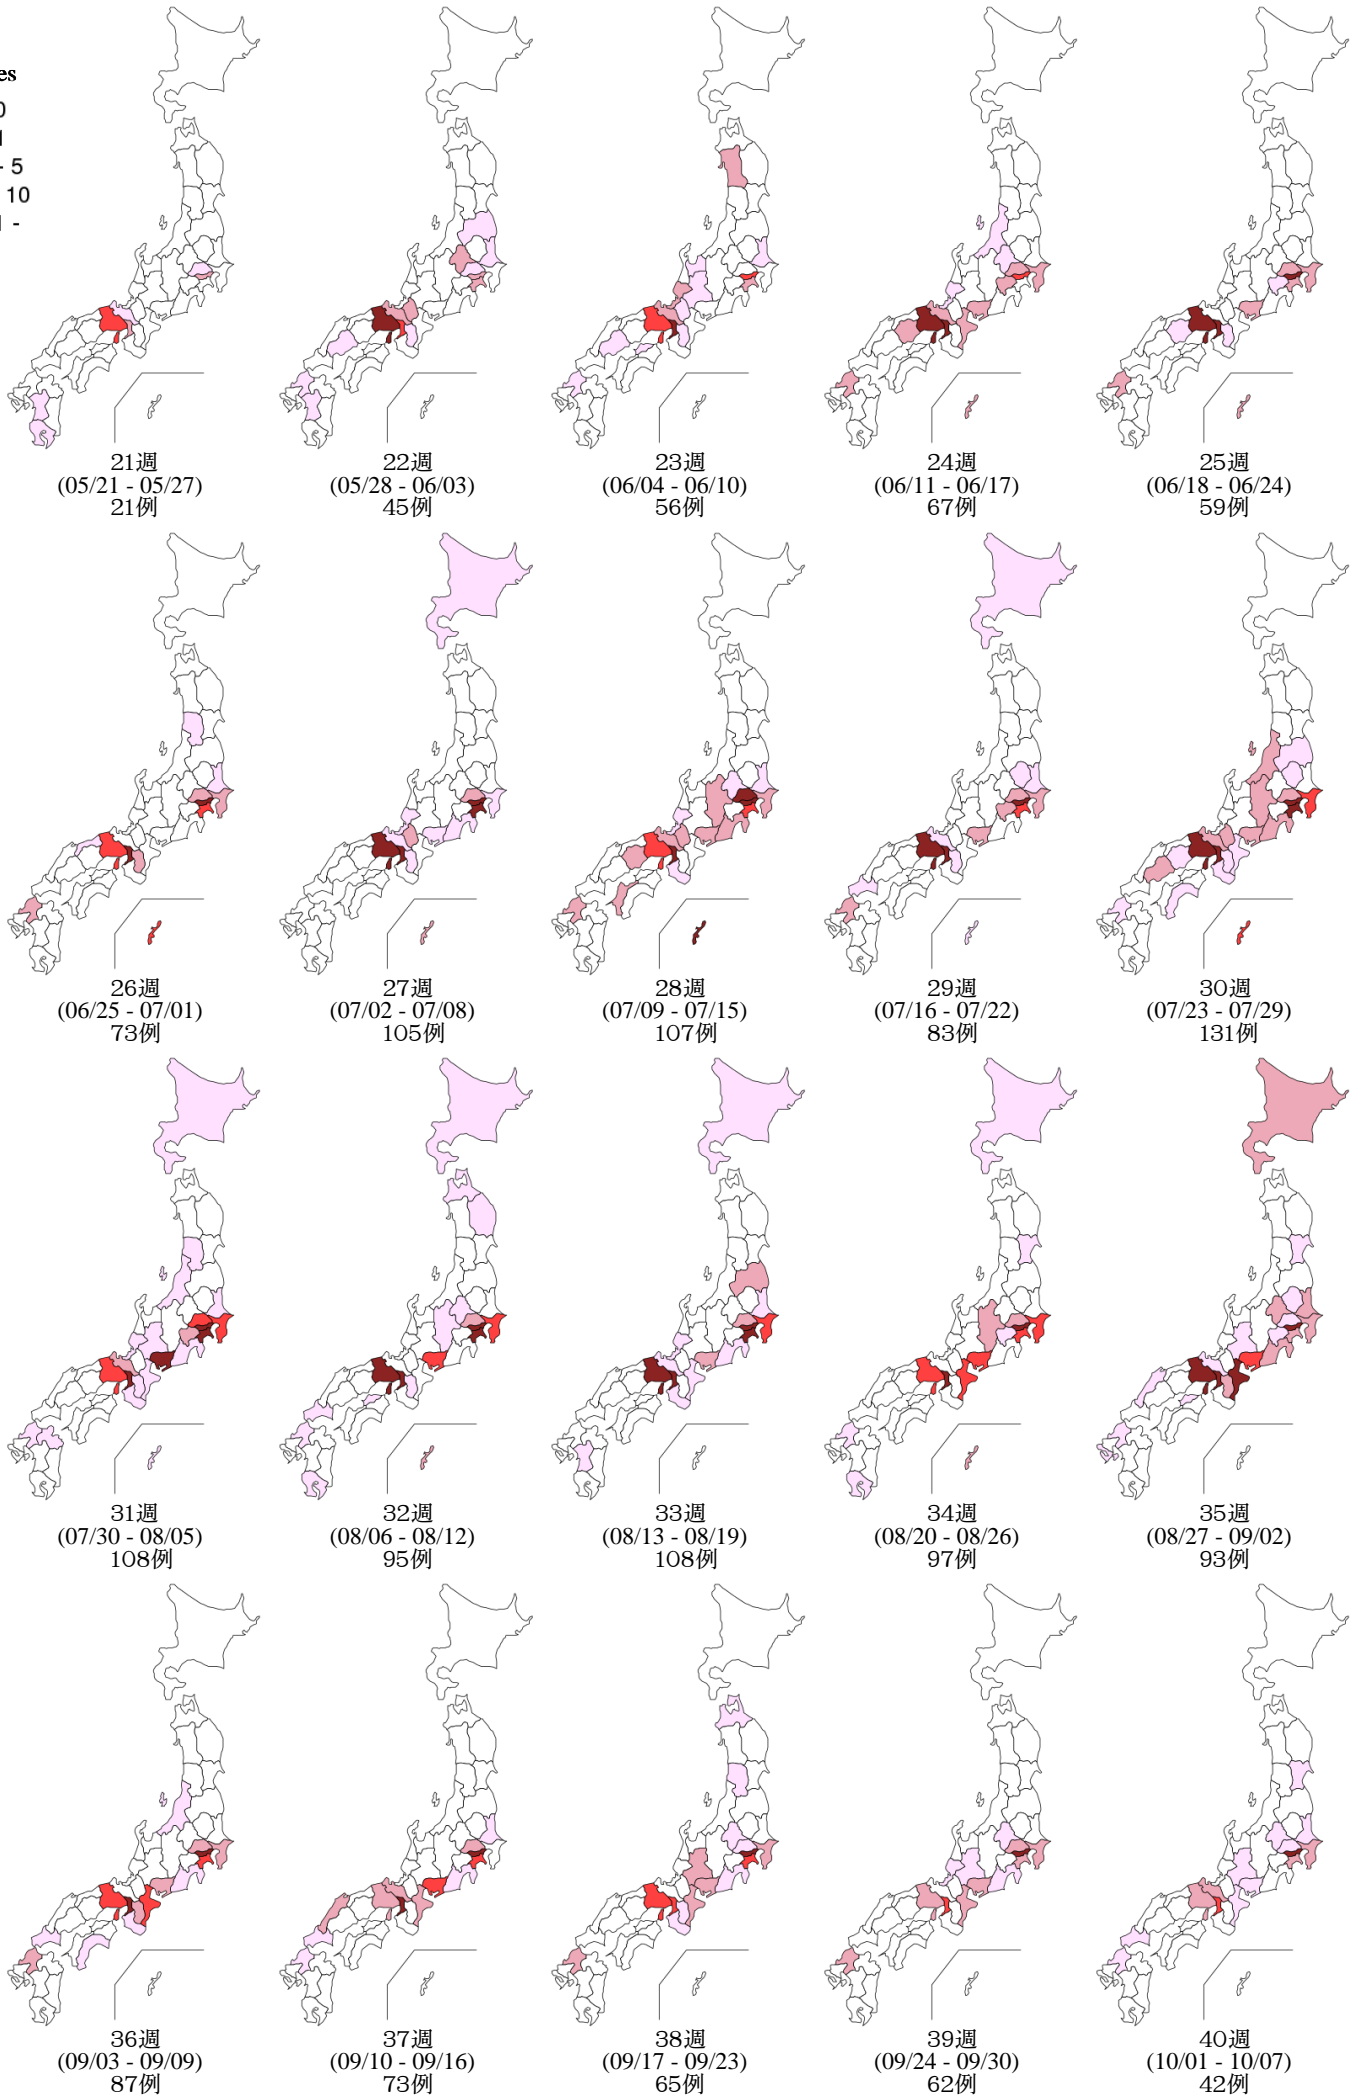 es
0
1
- 5
10
1 -
21週
(05/21 - 05/27)
21例
22週
(05/28 - 06/03)
45例
23週
(06/04 - 06/10)
56例
24週
(06/11 - 06/17)
67例
25週
(06/18 - 06/24)
59例
26週
(06/25 - 07/01)
73例
27週
(07/02 - 07/08)
105例
28週
(07/09 - 07/15)
107例
29週
(07/16 - 07/22)
83例
30週
(07/23 - 07/29)
131例
31週
(07/30 - 08/05)
108例
32週
(08/06 - 08/12)
95例
33週
(08/13 - 08/19)
108例
34週
(08/20 - 08/26)
97例
35週
(08/27 - 09/02)
93例
36週
(09/03 - 09/09)
87例
37週
(09/10 - 09/16)
73例
38週
(09/17 - 09/23)
65例
39週
(09/24 - 09/30)
62例
40週
(10/01 - 10/07)
42例